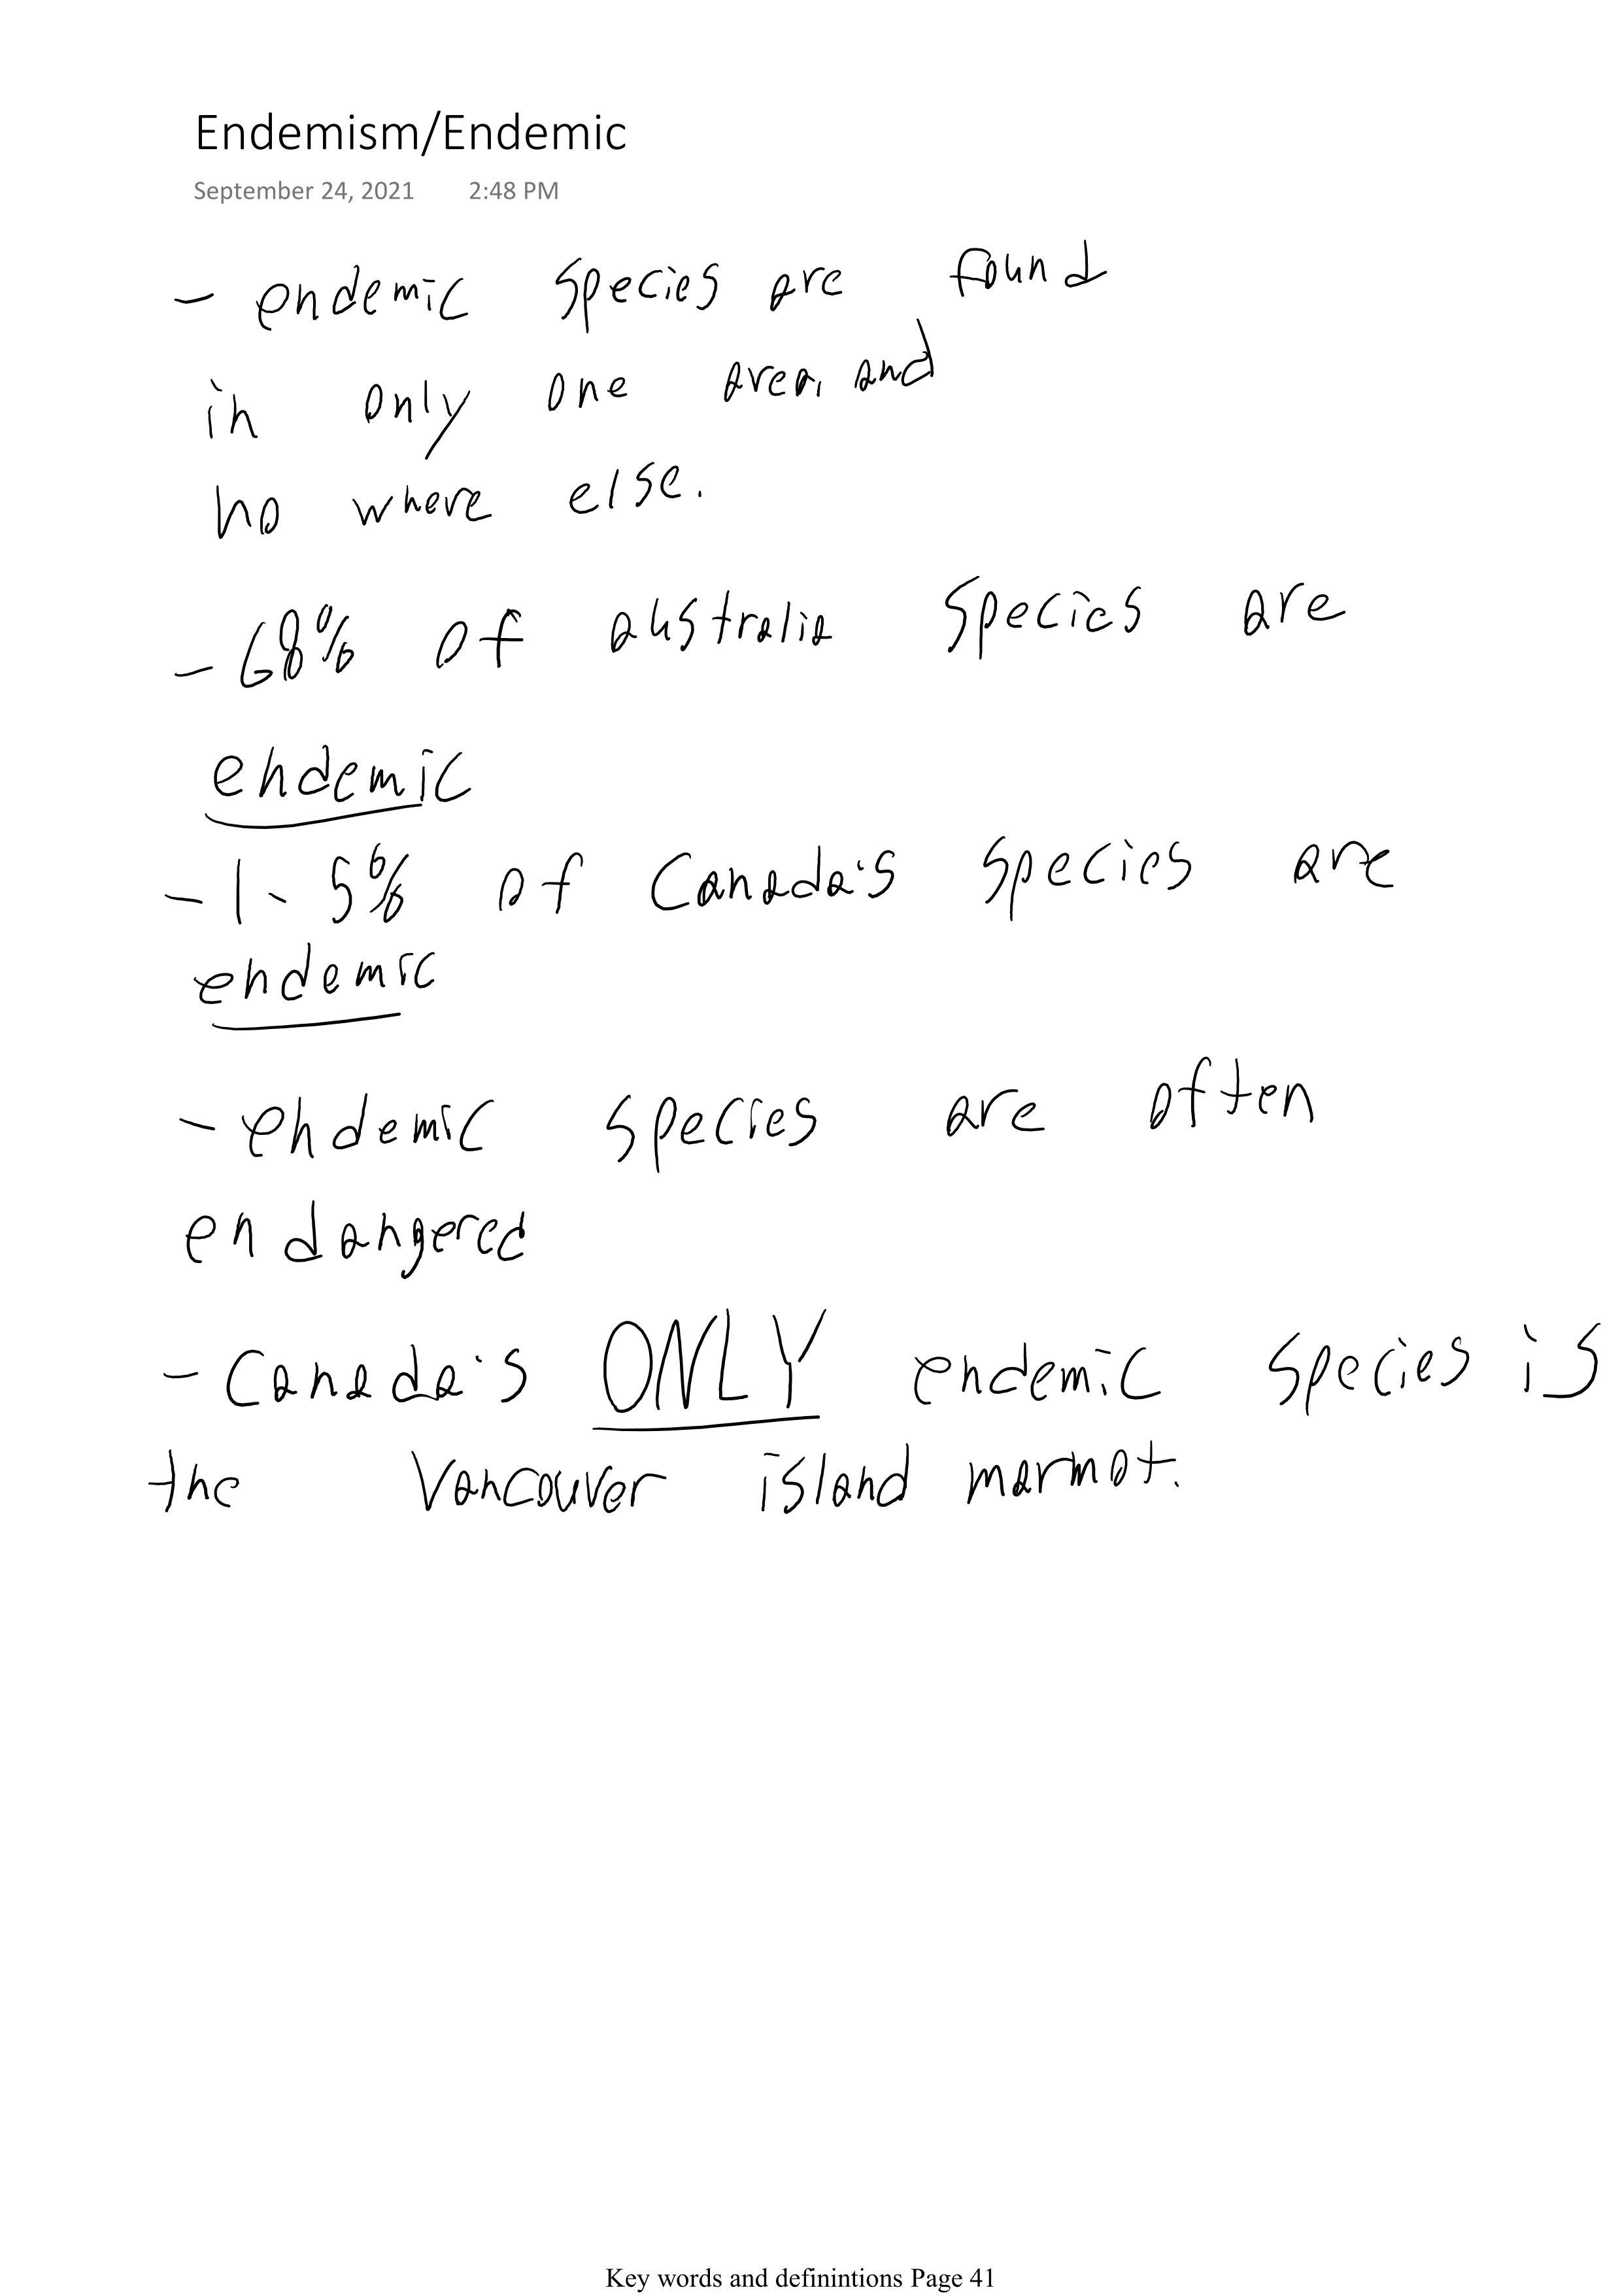 Endemism/Endemic
September 24, 2021 2:48 PM
- endemic species are found
in only one area, and
no where else.
- 68% of australia species are
endemic
- 1-5% of Canada's species are
endemic
- endemic species are often
endangered
- Canada's ONLY endemic species is
the Vancouver island marmot.
Key words and definintions Page 41